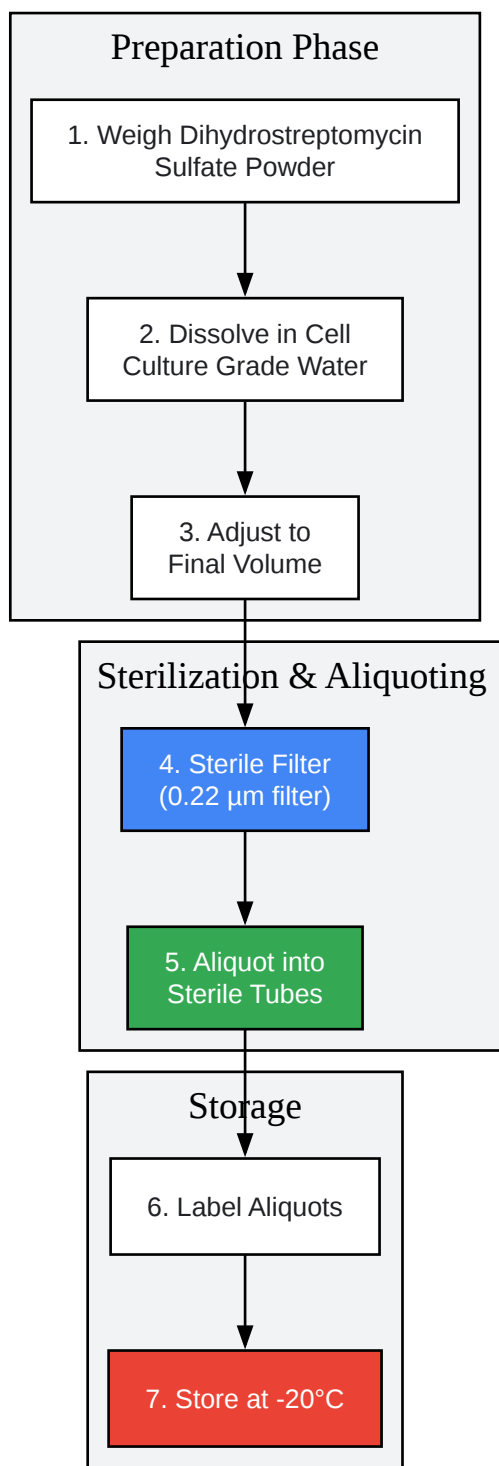 Preparation Phase
1. Weigh Dihydrostreptomycin
Sulfate Powder
2. Dissolve in Cell
Culture Grade Water
3. Adjust to
Final Volume
Sterilization & Aliquoting
4. Sterile Filter
(0.22 µm filter)
5. Aliquot into
Sterile Tubes
Storage
6. Label Aliquots
7. Store at -20°C